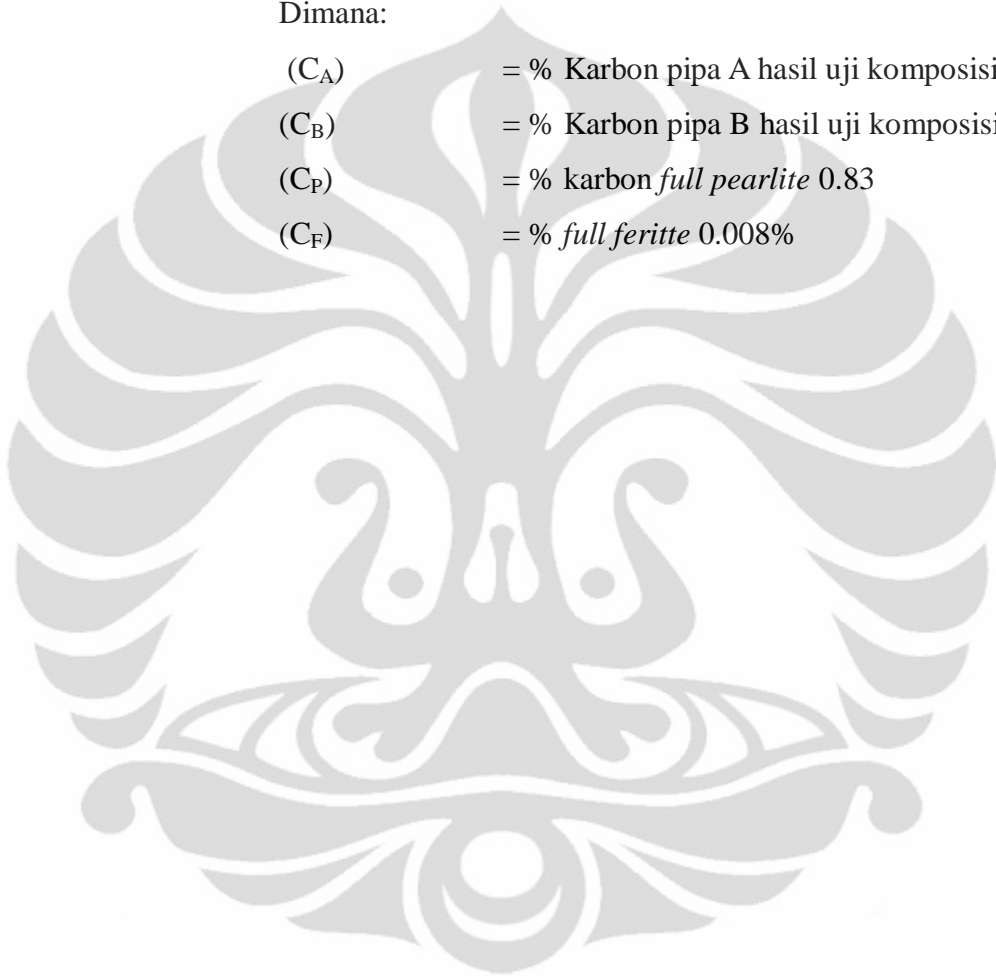 Dimana:
(C_A) = % Karbon pipa A hasil uji komposisi
(C_B) = % Karbon pipa B hasil uji komposisi
(C_P) = % karbon full pearlite 0.83
(C_F) = % full feritte 0.008%